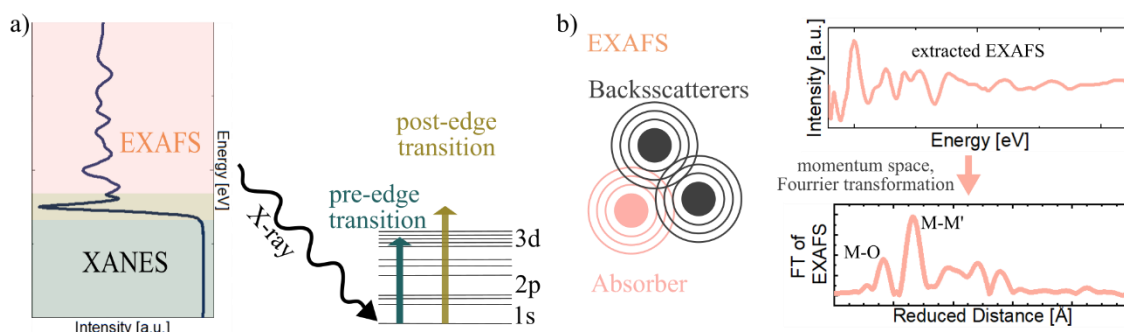 a)
EXAFS
XANES
Energy [eV]
Intensity [a.u.]
X-ray
post-edge
transition
pre-edge
transition
3d
2p
1s
b)
EXAFS
Backsscatterers
Absorber
Intensity [a.u.]
extracted EXAFS
Energy [eV]
momentum space,
Fourrier transformation
FT of
EXAFS
M-O
M-M'
Reduced Distance [Å]